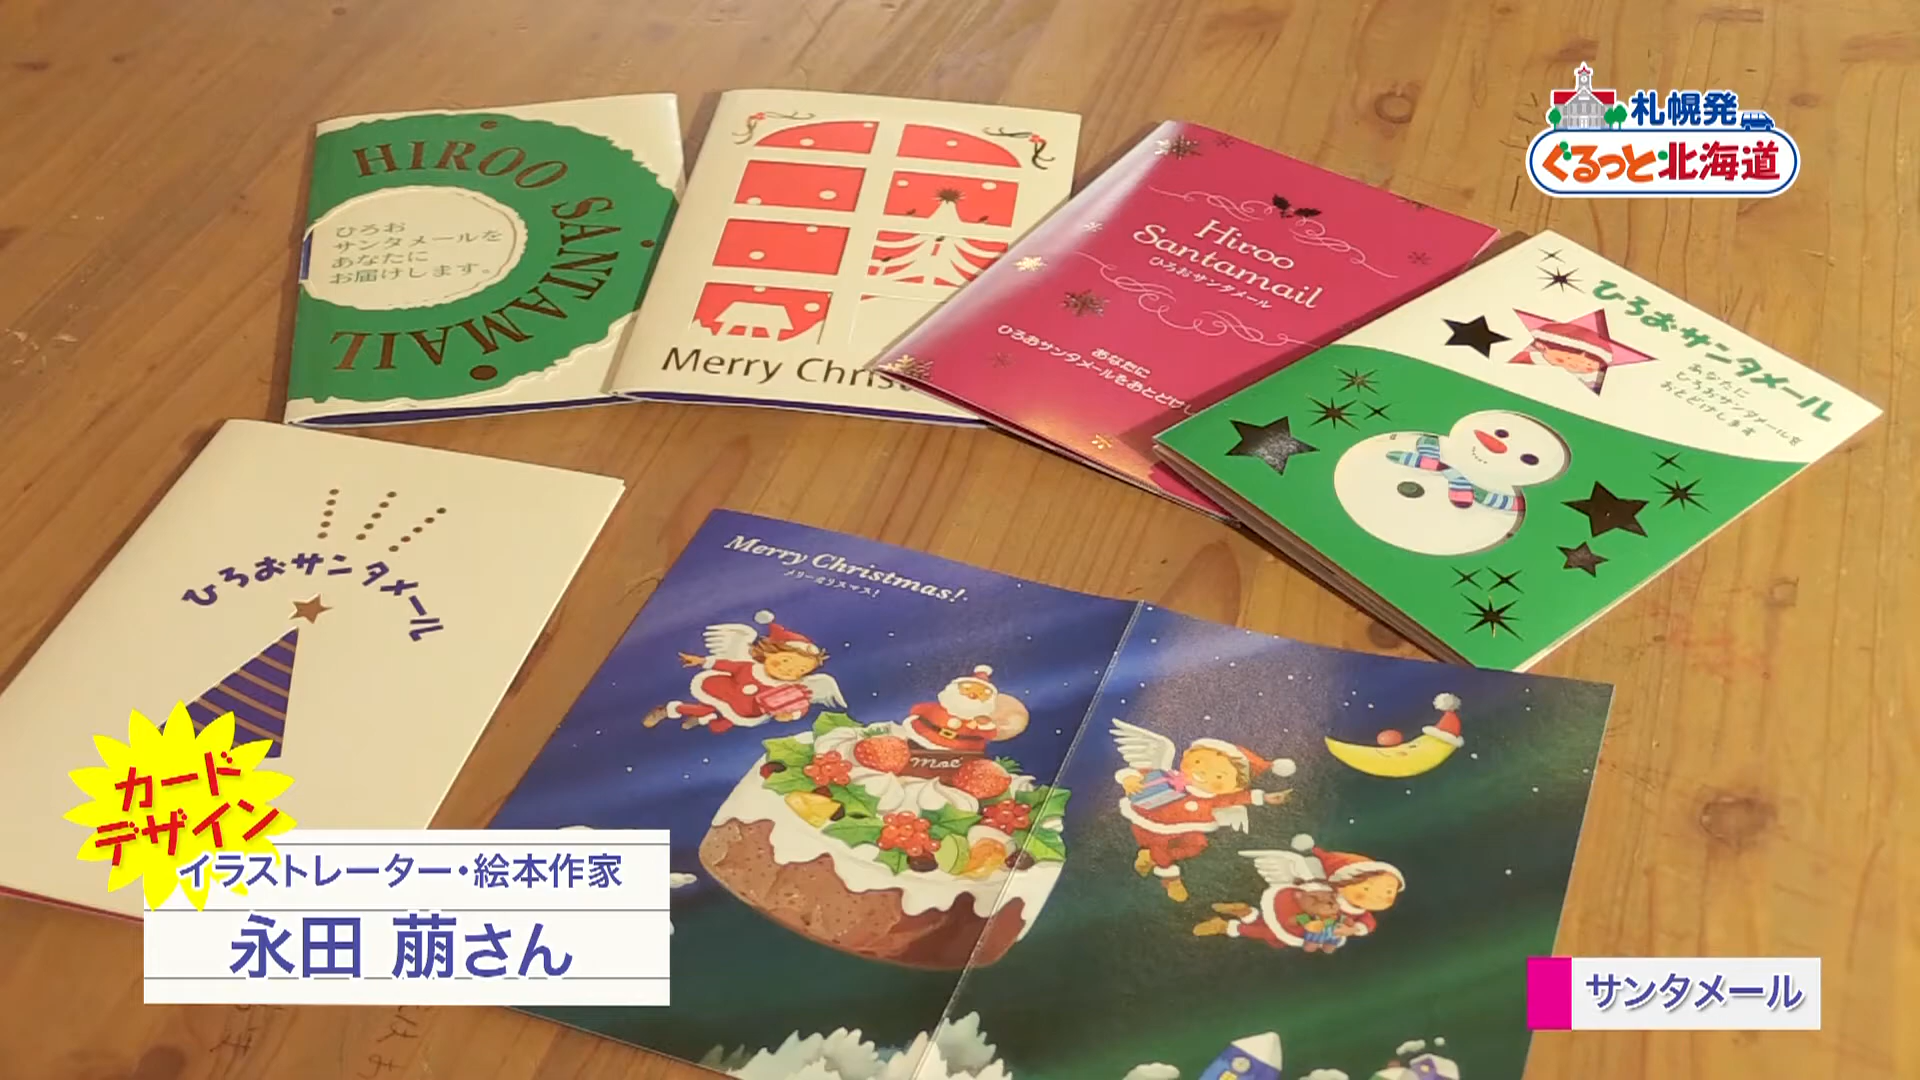 札幌発
ぐるっと北海道
HIROO SANTAMAIL
ひろお
サンタメールを
あなたに
お届けします。
Merry Christ
Hiroo
Santamail
ひろおサンタメール
あなたに
ひろおサンタメールをおとどけし
ひろおサンタメール
あなたに
ひろおサンタメールを
おとどけします
ひろおサンタメール
Merry Christmas!
メリークリスマス!
moe
カード
デザイン
イラストレーター・絵本作家
永田 萠さん
サンタメール